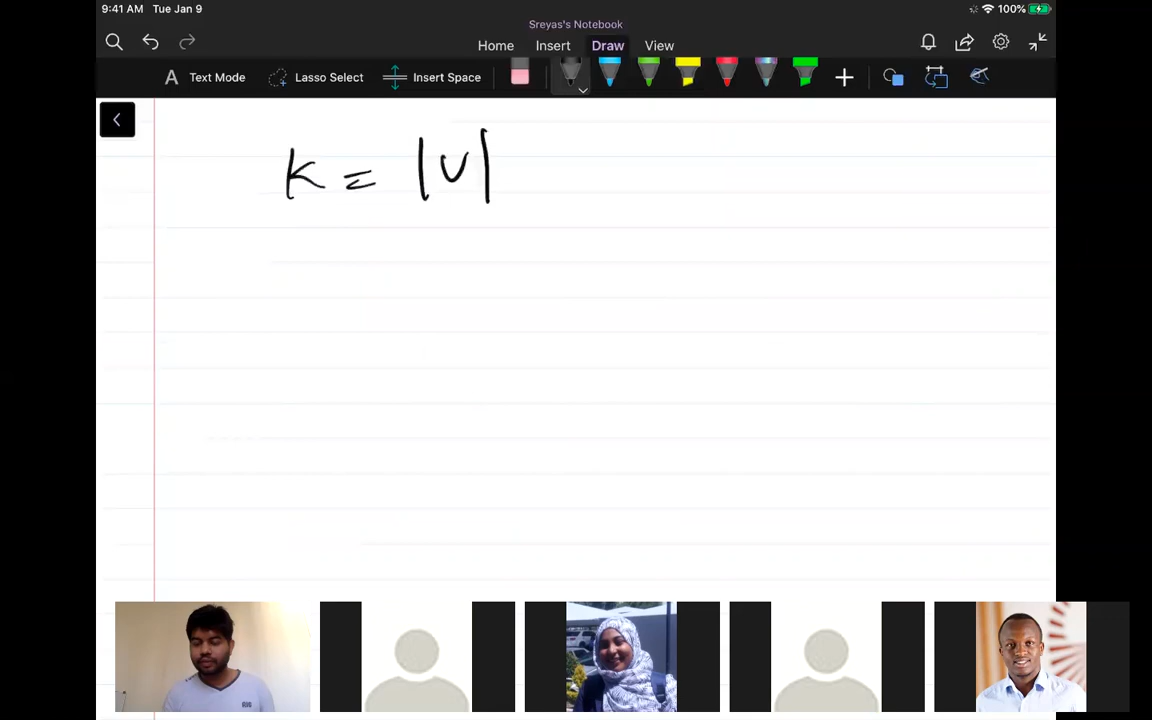 9:41 AM Tue Jan 9
100%
Sreyas's Notebook
Home Insert Draw View
A Text Mode Lasso Select Insert Space
K = |V|